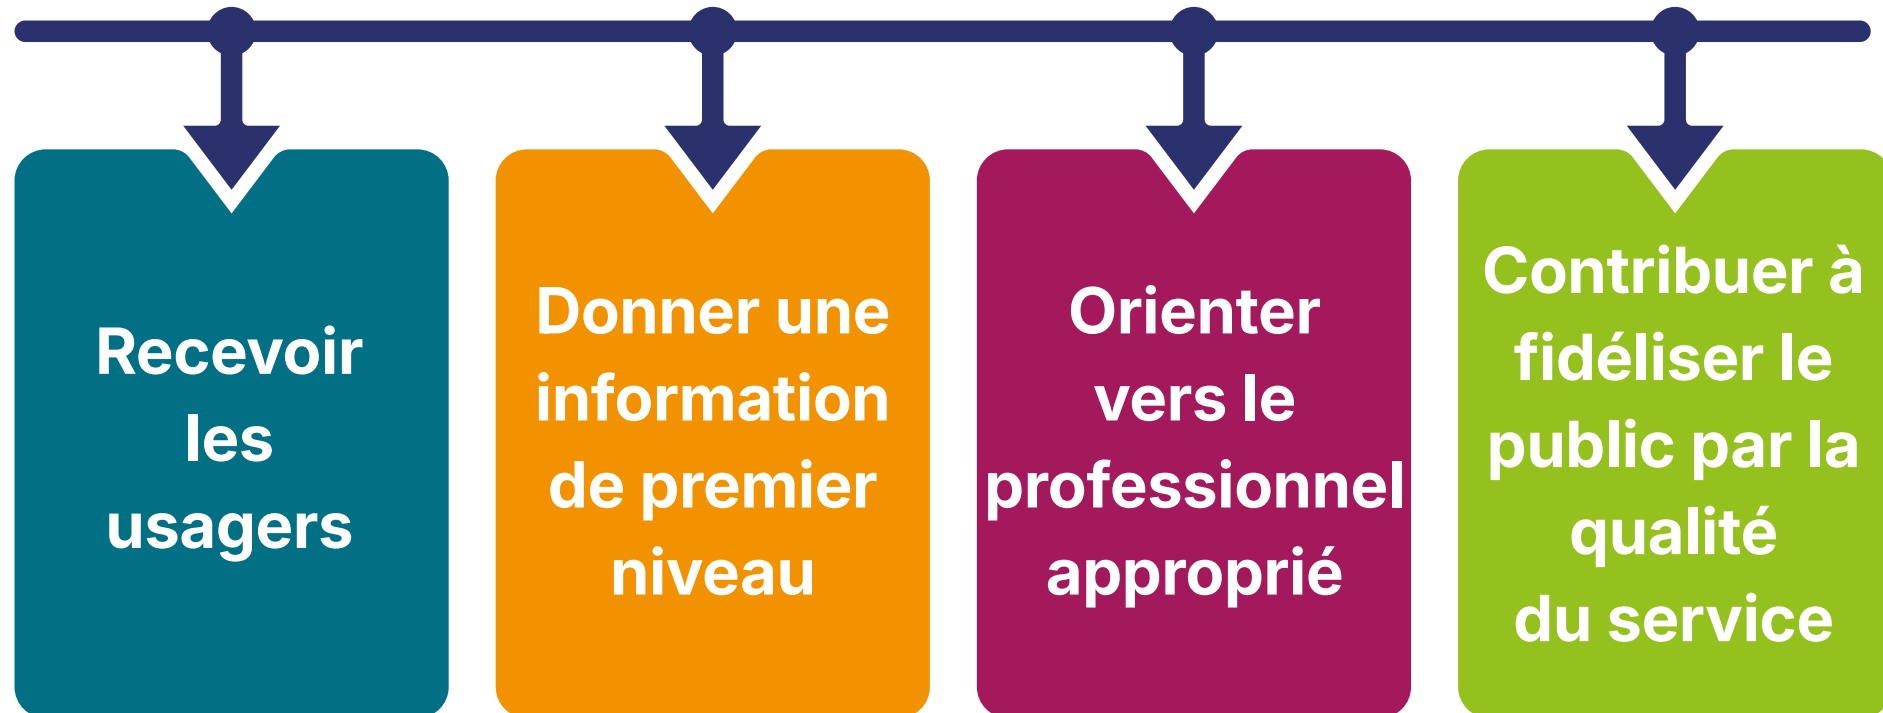 Recevoir
les
usagers
Donner une
information
de premier
niveau
Orienter
vers le
professionnel
approprié
Contribuer à
fidéliser le
public par la
qualité
du service